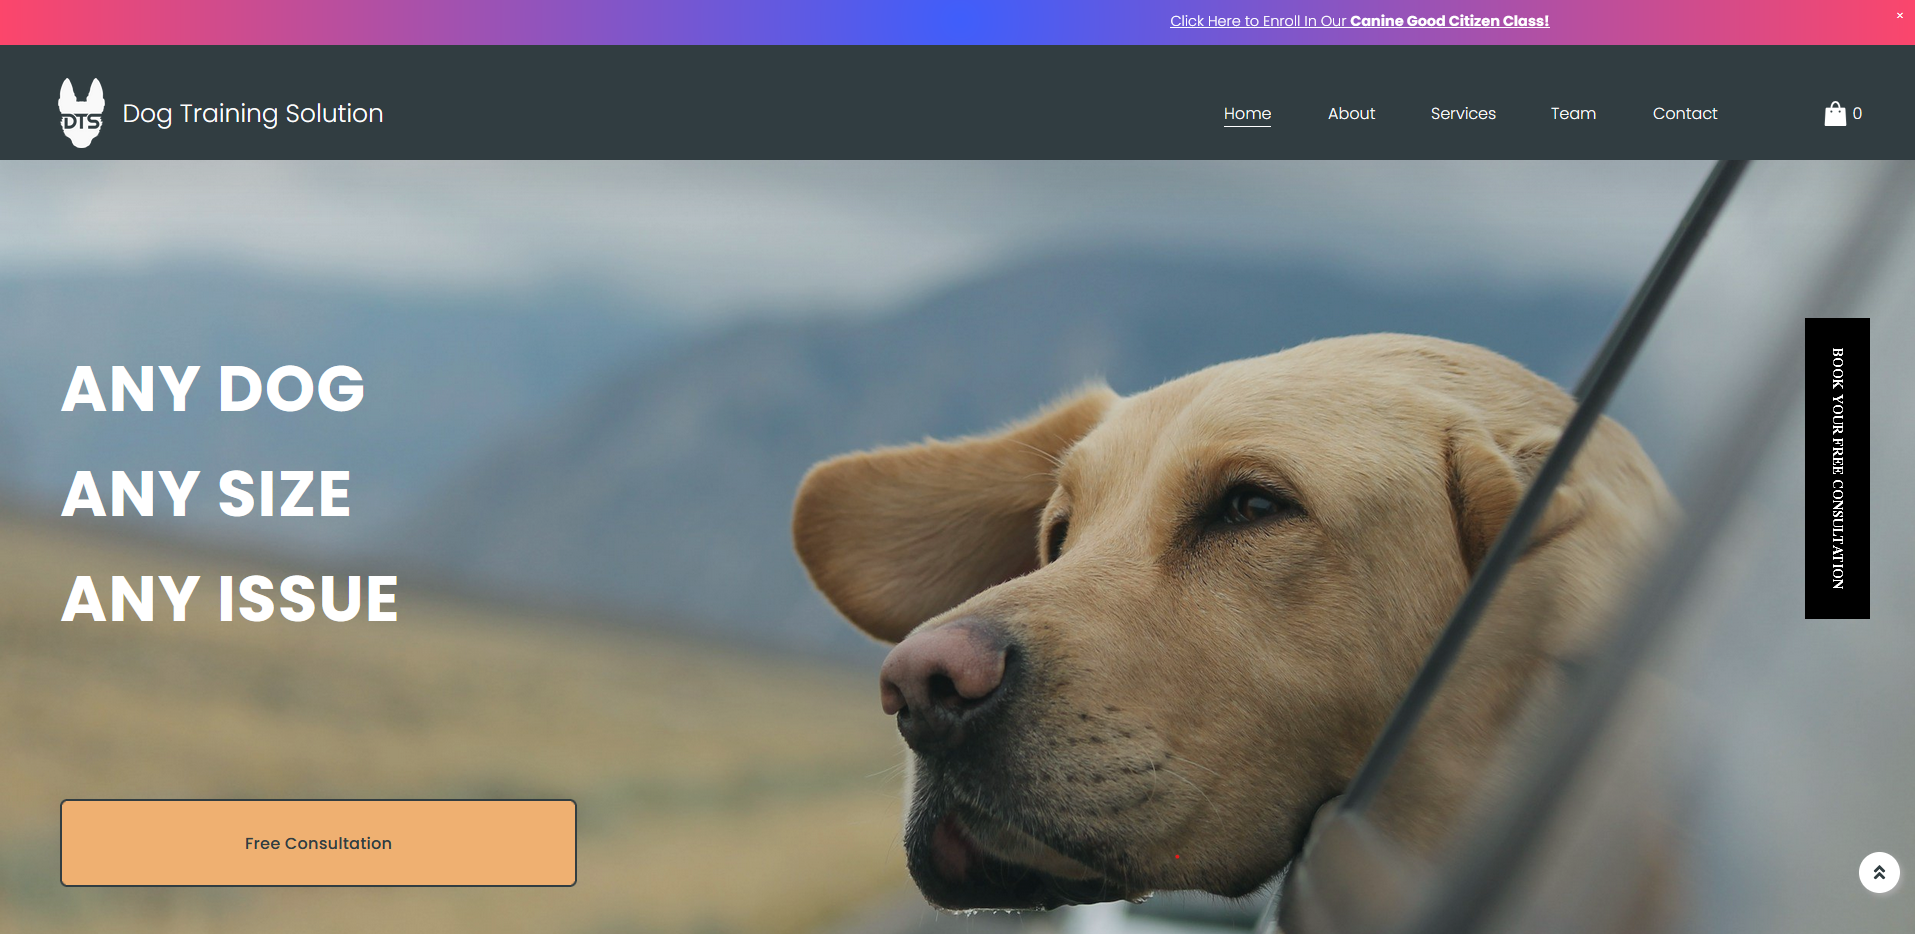 Click Here to Enroll In Our Canine Good Citizen Class!
×
DTS
Dog Training Solution
Home
About
Services
Team
Contact
0
ANY DOG
ANY SIZE
ANY ISSUE
BOOK YOUR FREE CONSULTATION
Free Consultation